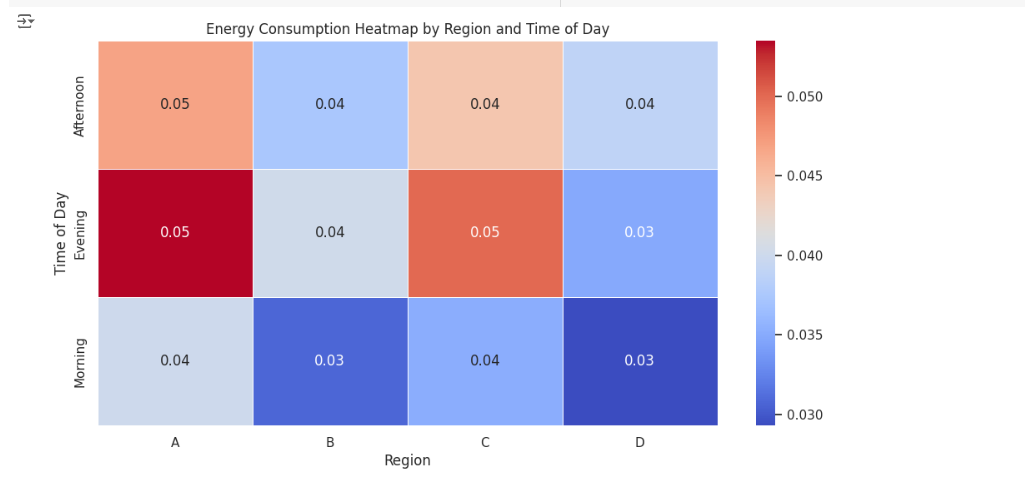 Energy Consumption Heatmap by Region and Time of Day
Time of Day
Afternoon
0.05 0.04 0.04 0.04
Evening
0.05 0.04 0.05 0.03
Morning
0.04 0.03 0.04 0.03
A B C D
Region
0.050
0.045
0.040
0.035
0.030